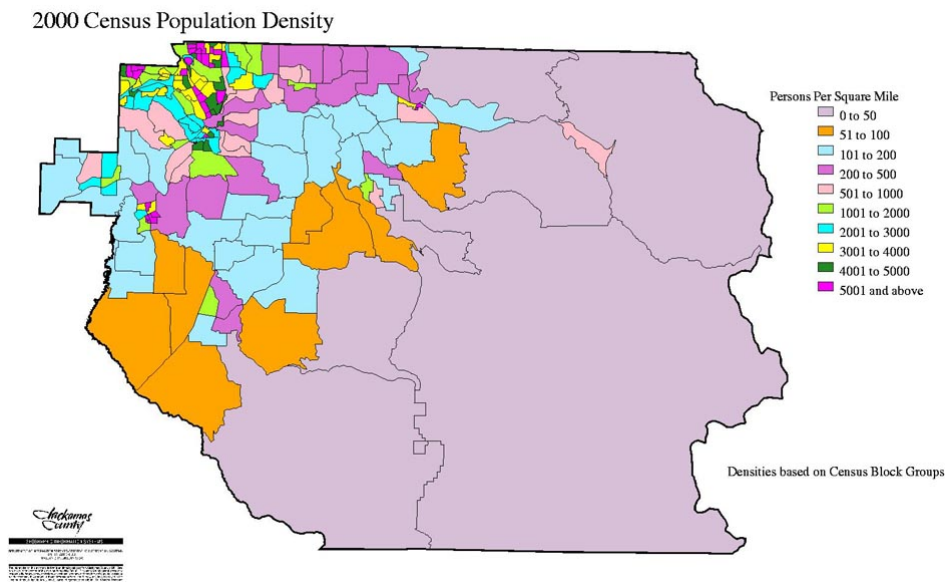 2000 Census Population Density
Persons Per Square Mile
0 to 50
51 to 100
101 to 200
200 to 500
501 to 1000
1001 to 2000
2001 to 3000
3001 to 4000
4001 to 5000
5001 and above
Densities based on Census Block Groups
Clackamas
County